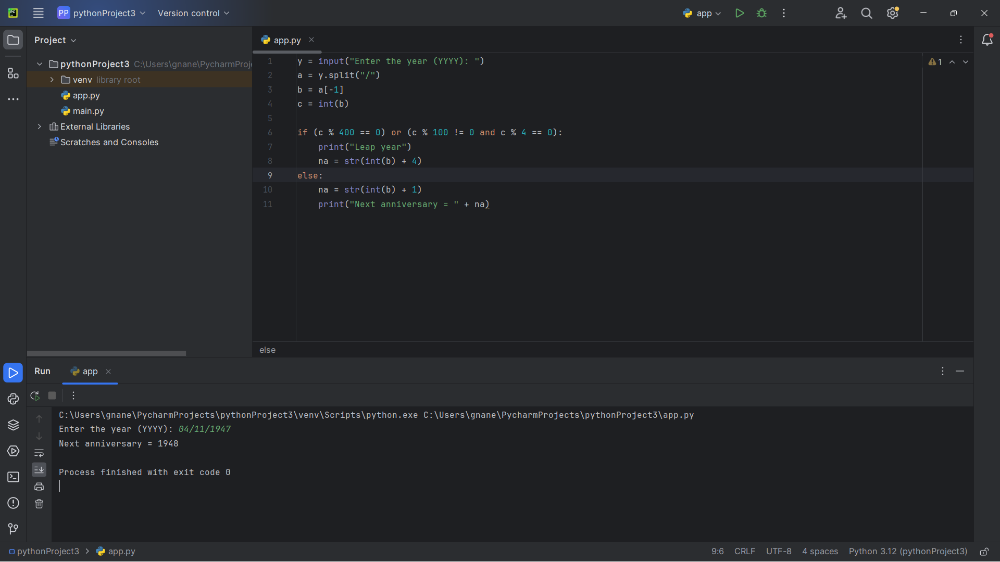 PC
PP pythonProject3 Version control app
Project
app.py
pythonProject3 C:\Users\gnane\PycharmProje
venv library root
app.py
main.py
External Libraries
Scratches and Consoles
1 y = input("Enter the year (YYYY): ")
2 a = y.split("/")
3 b = a[-1]
4 c = int(b)
5
6 if (c % 400 == 0) or (c % 100 != 0 and c % 4 == 0):
7 print("Leap year")
8 na = str(int(b) + 4)
9 else:
10 na = str(int(b) + 1)
11 print("Next anniversary = " + na)
1
else
Run app
C:\Users\gnane\PycharmProjects\pythonProject3\venv\Scripts\python.exe C:\Users\gnane\PycharmProjects\pythonProject3\app.py
Enter the year (YYYY): 04/11/1947
Next anniversary = 1948
Process finished with exit code 0
pythonProject3 > app.py 9:6 CRLF UTF-8 4 spaces Python 3.12 (pythonProject3)